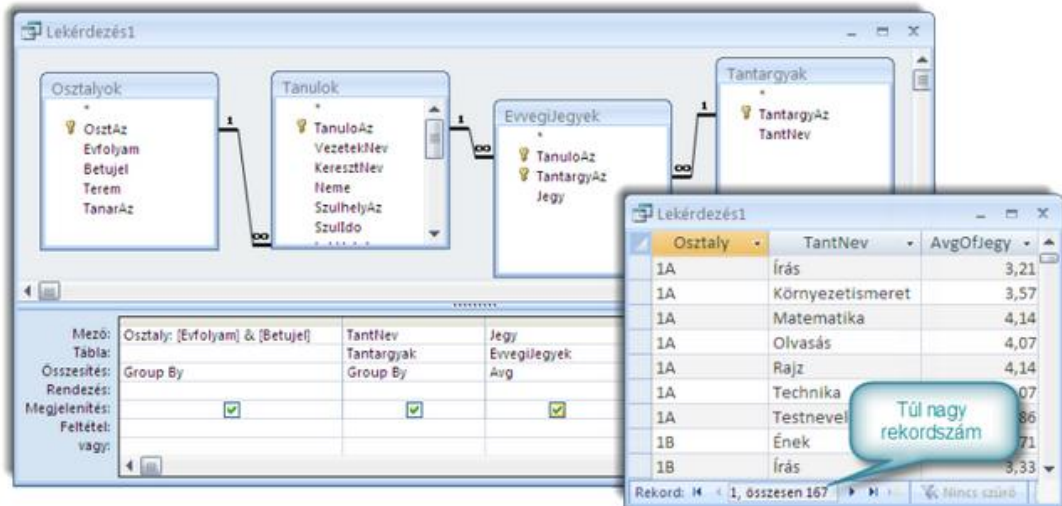 Lekérdezés1
Osztalyok
*
OsztAz
Evfolyam
Betujel
Terem
TanarAz
1
∞
Tanulok
*
TanuloAz
VezetekNev
KeresztNev
Neme
SzulhelyAz
SzulIdo
1
∞
EvvegiJegyek
*
TanuloAz
TantargyAz
Jegy
1
∞
Tantargyak
*
TantargyAz
TantNev
Mező: Osztaly: [Evfolyam] & [Betujel] TantNev Jegy
Tábla: Tantargyak EvvegiJegyek
Összesítés: Group By Group By Avg
Rendezés:
Megjelenítés:
Feltétel:
vagy:
Lekérdezés1
Osztaly TantNev AvgOfJegy
1A Írás 3,21
1A Környezetismeret 3,57
1A Matematika 4,14
1A Olvasás 4,07
1A Rajz 4,14
1A Technika 07
1A Testnevel 86
1B Ének 71
1B Írás 3,33
Túl nagy
rekordszám
Rekord: 1, összesen 167 Nincs szűrő